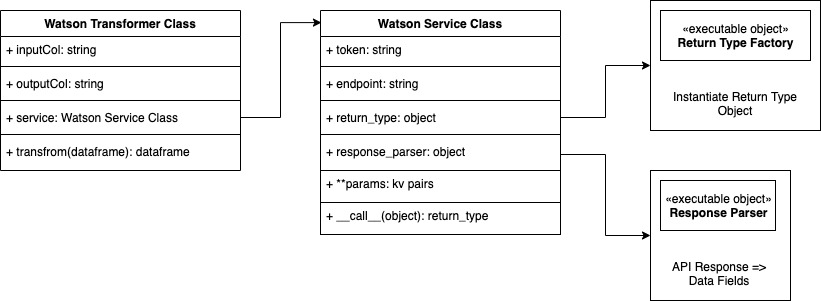 Watson Transformer Class
+ inputCol: string
+ outputCol: string
+ service: Watson Service Class
+ transfrom(dataframe): dataframe
Watson Service Class
+ token: string
+ endpoint: string
+ return_type: object
+ response_parser: object
+ **params: kv pairs
+ __call__(object): return_type
«executable object»
Return Type Factory
Instantiate Return Type
Object
«executable object»
Response Parser
API Response =>
Data Fields